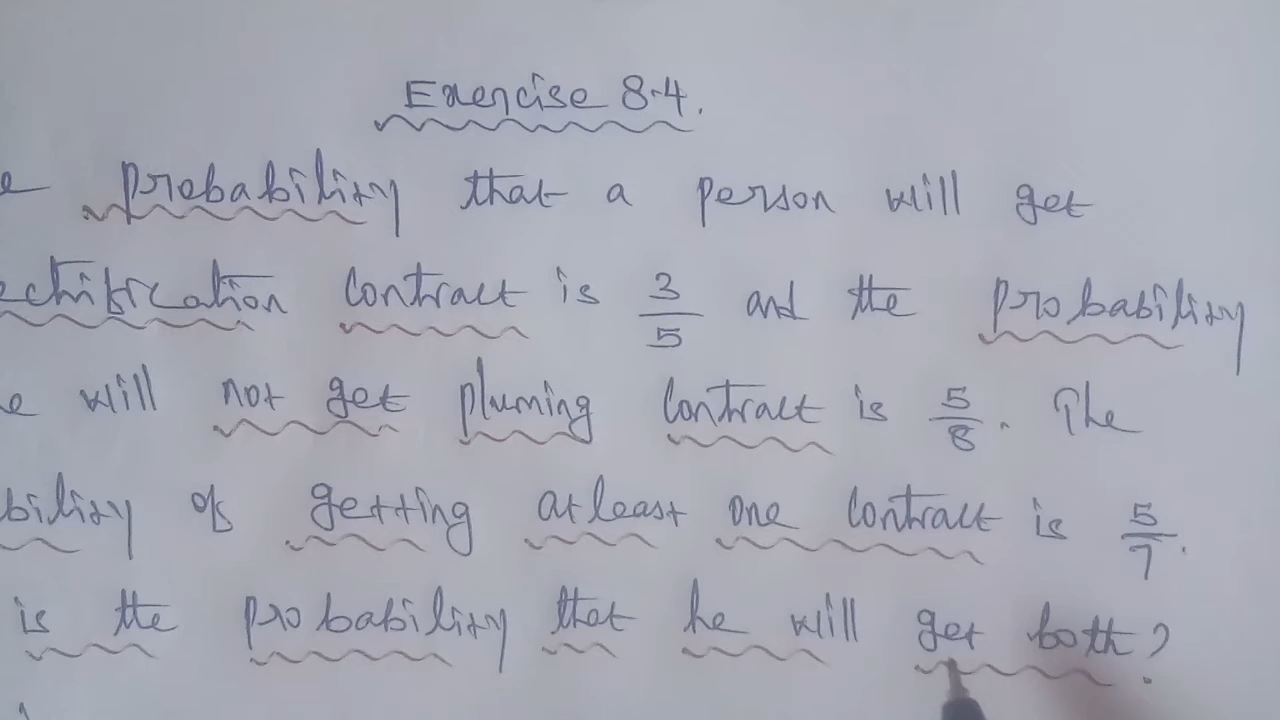 Exercise 8.4.
e probability that a person will get
ectrification contract is 3/5 and the probability
e will not get pluming contract is 5/8. The
bility of getting atleast one contract is 5/7.
is the probability that he will get both?